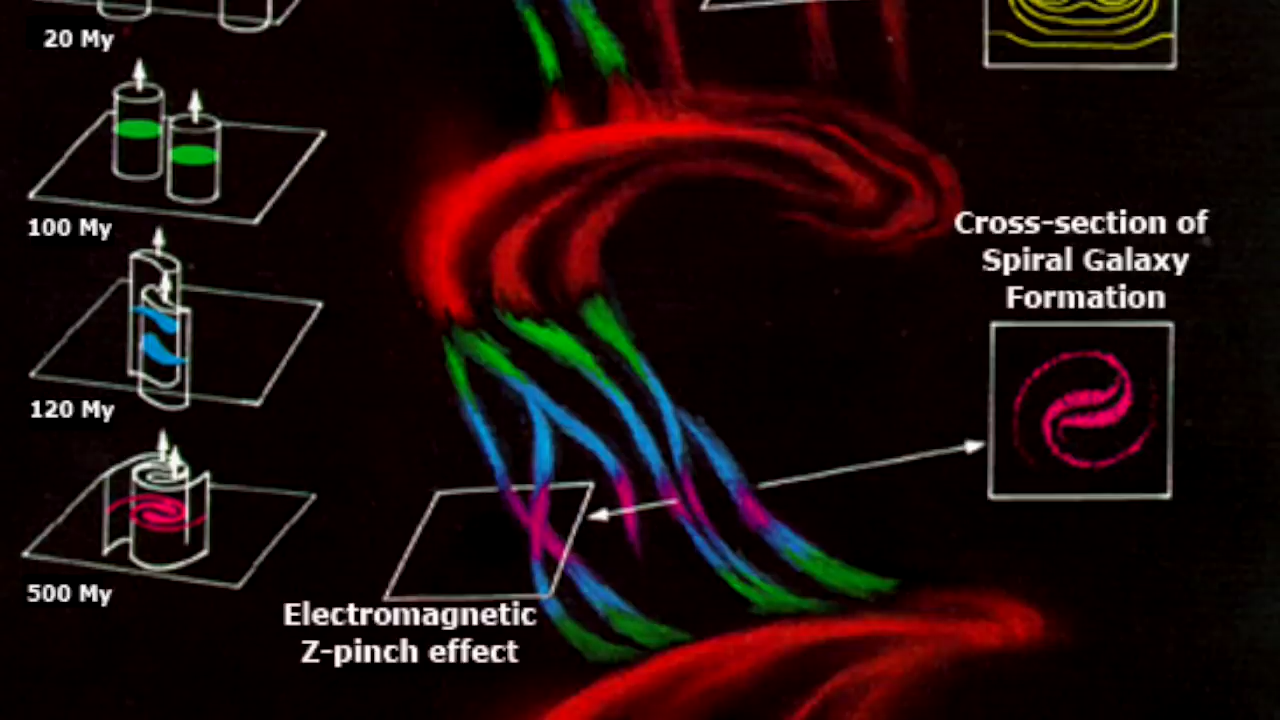 20 My
100 My
120 My
500 My
Cross-section of
Spiral Galaxy
Formation
Electromagnetic
Z-pinch effect